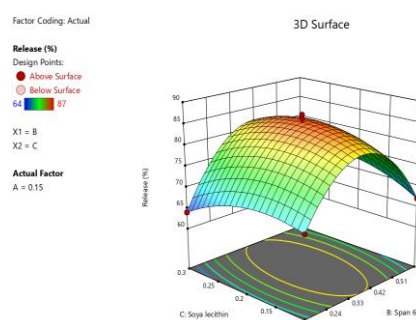 Factor Coding: Actual
3D Surface
Release (%)
Design Points:
Above Surface
Below Surface
64 87
X1 = B
X2 = C
Actual Factor
A = 0.15
Release (%)
90
85
80
75
70
65
60
0.3
0.25
0.2
0.15
0.24
0.33
0.42
0.51
C: Soya lecithin
B: Span 6